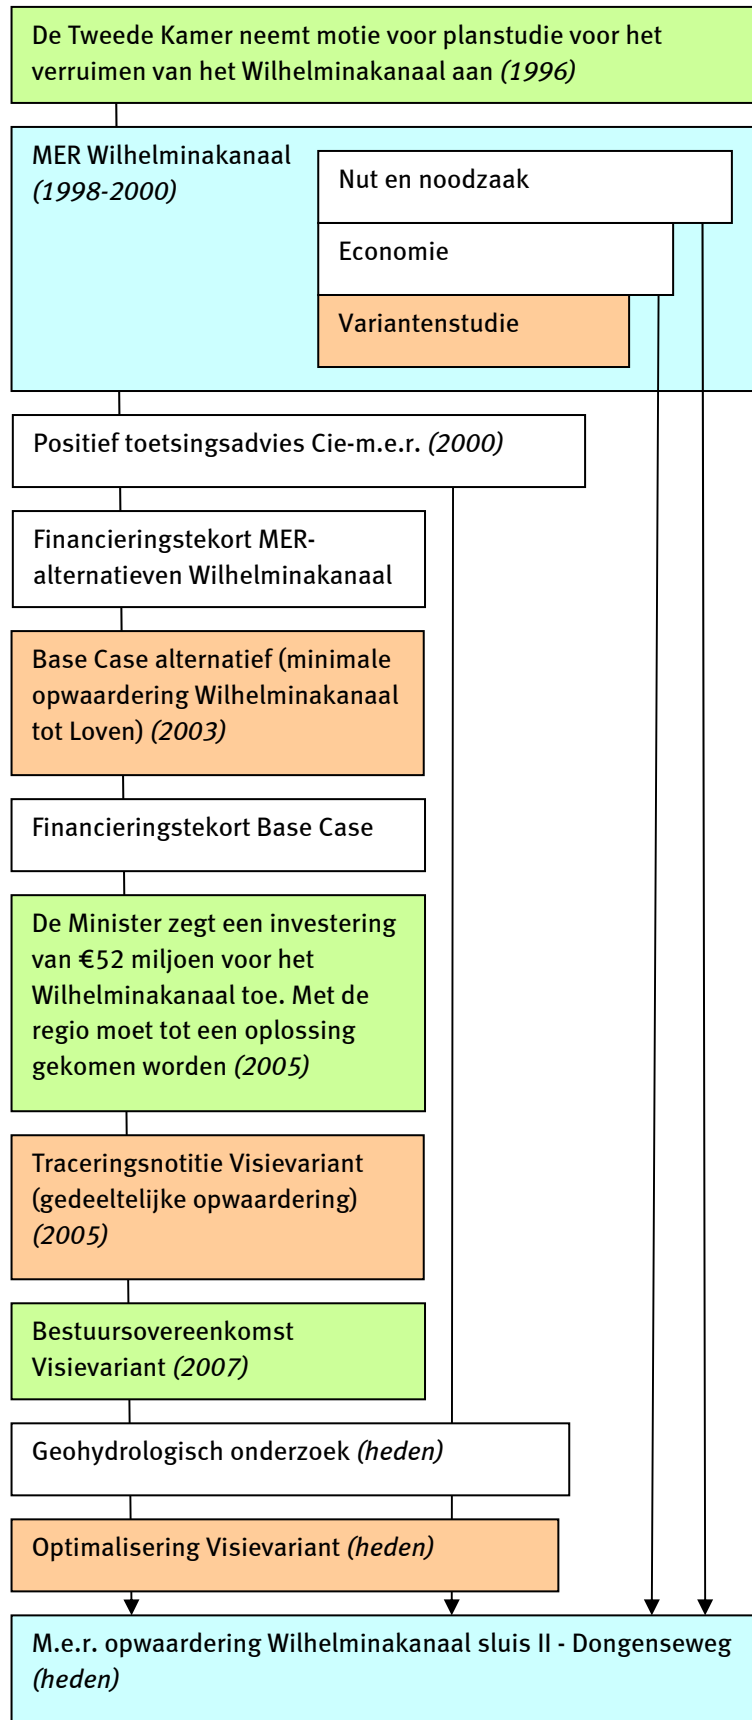 De Tweede Kamer neemt motie voor planstudie voor het
verruimen van het Wilhelminakanaal aan (1996)
MER Wilhelminakanaal
(1998-2000)
Nut en noodzaak
Economie
Variantenstudie
Positief toetsingsadvies Cie-m.e.r. (2000)
Financieringstekort MER-
alternatieven Wilhelminakanaal
Base Case alternatief (minimale
opwaardering Wilhelminakanaal
tot Loven) (2003)
Financieringstekort Base Case
De Minister zegt een investering
van €52 miljoen voor het
Wilhelminakanaal toe. Met de
regio moet tot een oplossing
gekomen worden (2005)
Traceringsnotitie Visievariant
(gedeeltelijke opwaardering)
(2005)
Bestuursovereenkomst
Visievariant (2007)
Geohydrologisch onderzoek (heden)
Optimalisering Visievariant (heden)
M.e.r. opwaardering Wilhelminakanaal sluis II - Dongenseweg
(heden)